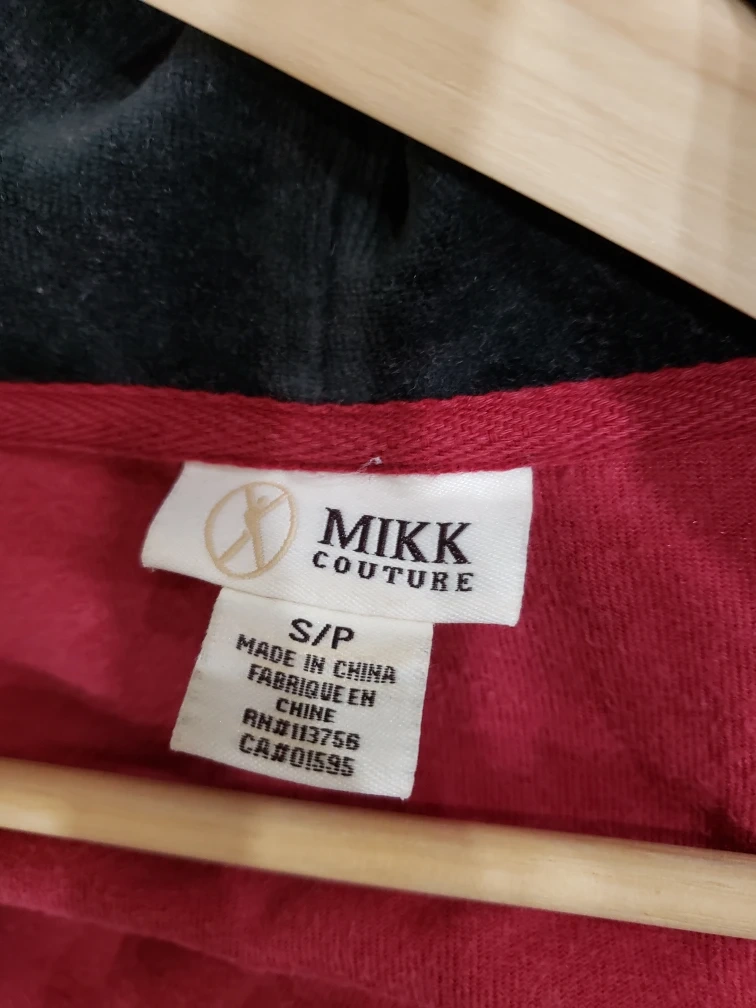 MIKK
COUTURE
S/P
MADE IN CHINA
FABRIQUE EN
CHINE
RN#113756
CA#01595